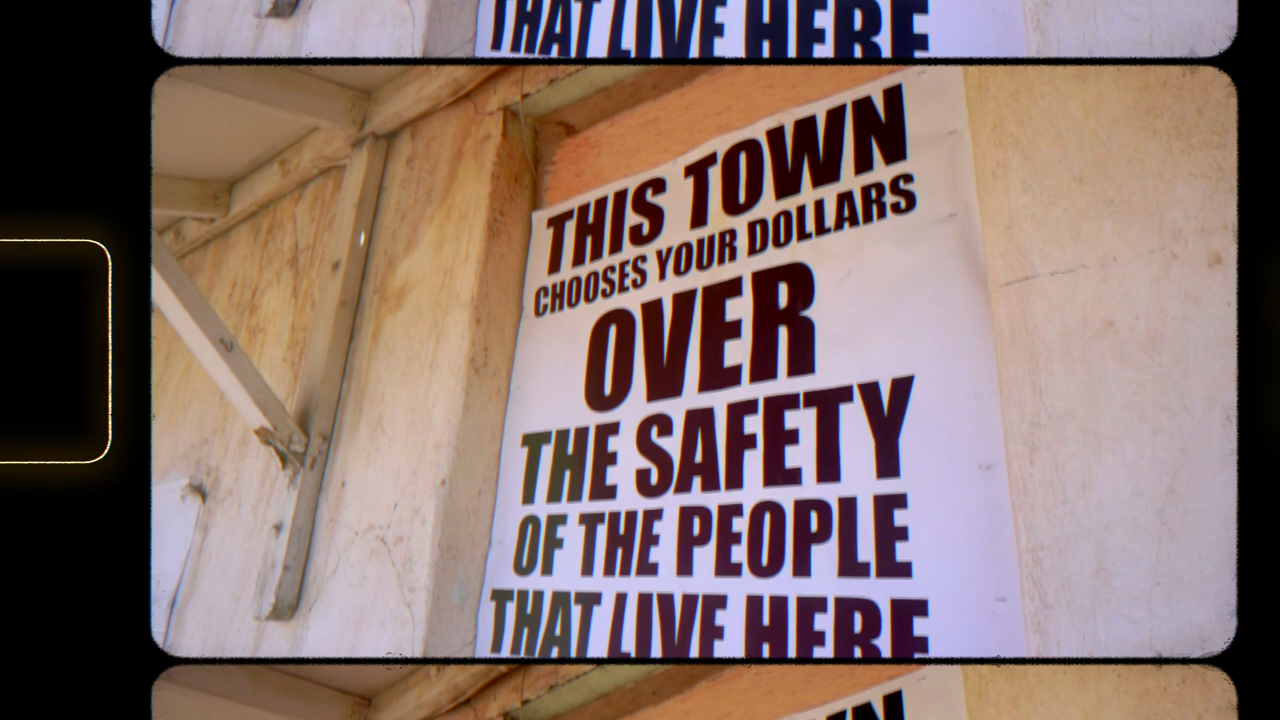 THAT LIVE HERE
THIS TOWN
CHOOSES YOUR DOLLARS
OVER
THE SAFETY
OF THE PEOPLE
THAT LIVE HERE